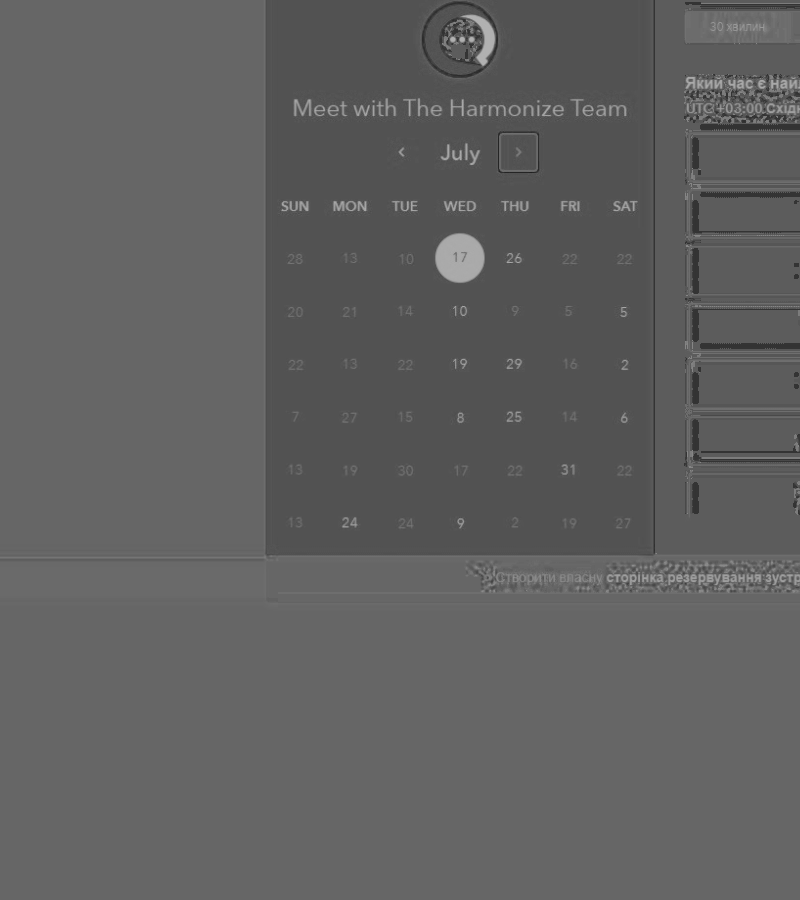 30 хвилин
Meet with The Harmonize Team
Який час є най
UTC +03:00 Східн
July
SUN MON TUE WED THU FRI SAT
28 13 10 17 26 22 22
20 21 14 10 9 5 5
22 13 22 19 29 16 2
7 27 15 8 25 14 6
13 19 30 17 22 31 22
13 24 24 9 2 19 27
Створити власну сторінка резервування зустр